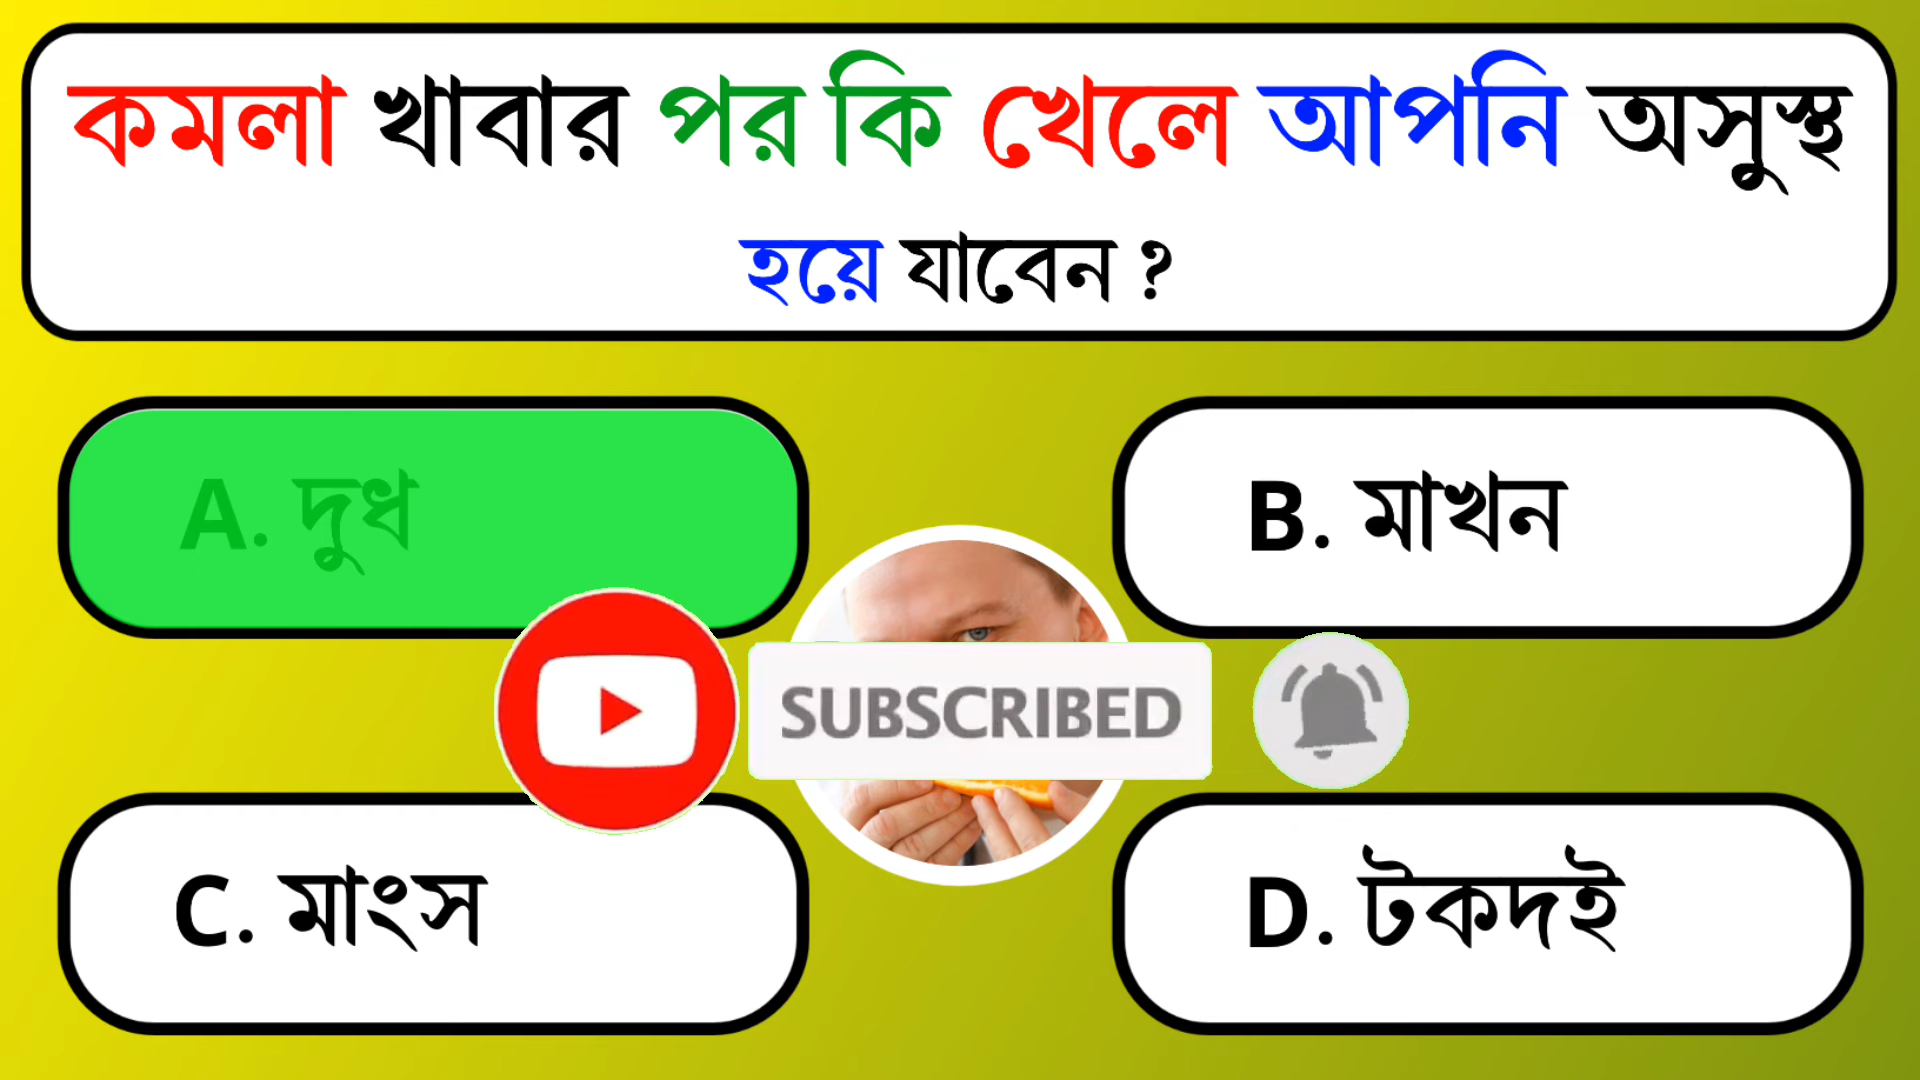 কমলা খাবার পর কি খেলে আপনি অসুস্থ
হয়ে যাবেন ?
A. দুধ
B. মাখন
SUBSCRIBED
C. মাংস
D. টকদই